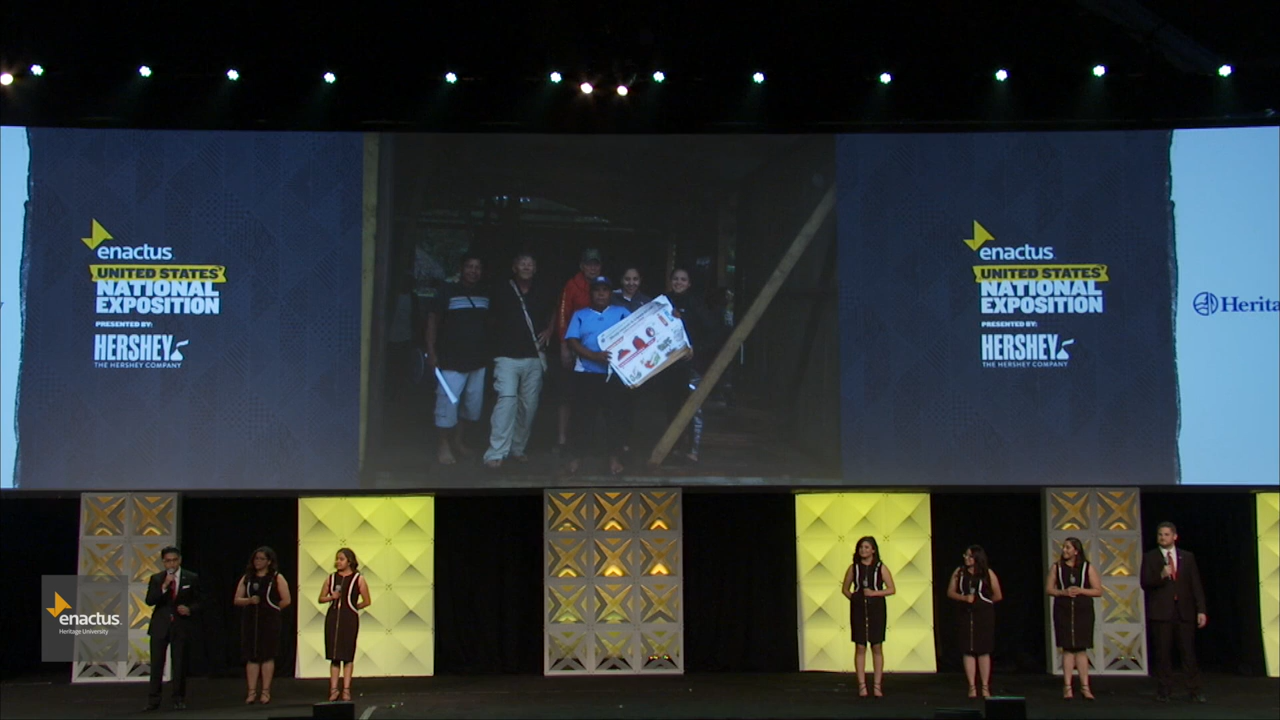 enactus
UNITED STATES
NATIONAL
EXPOSITION
PRESENTED BY:
HERSHEY
THE HERSHEY COMPANY
enactus
UNITED STATES
NATIONAL
EXPOSITION
PRESENTED BY:
HERSHEY
THE HERSHEY COMPANY
Herita
enactus
Heritage University